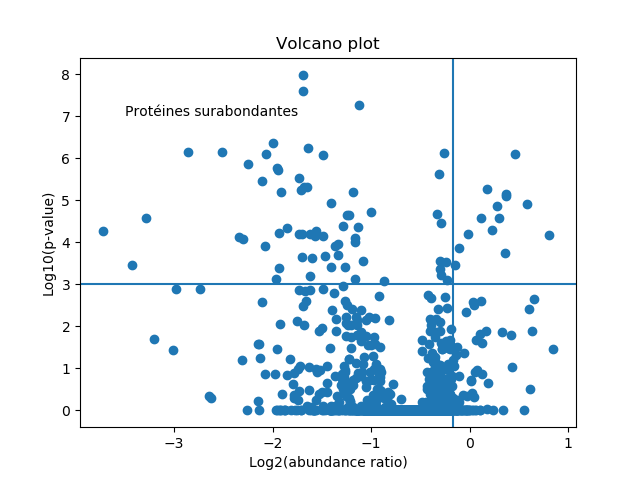 Volcano plot
8
7
Protéines surabondantes
6
5
4
3
2
1
0
Log10(p-value)
−3 −2 −1 0 1
Log2(abundance ratio)